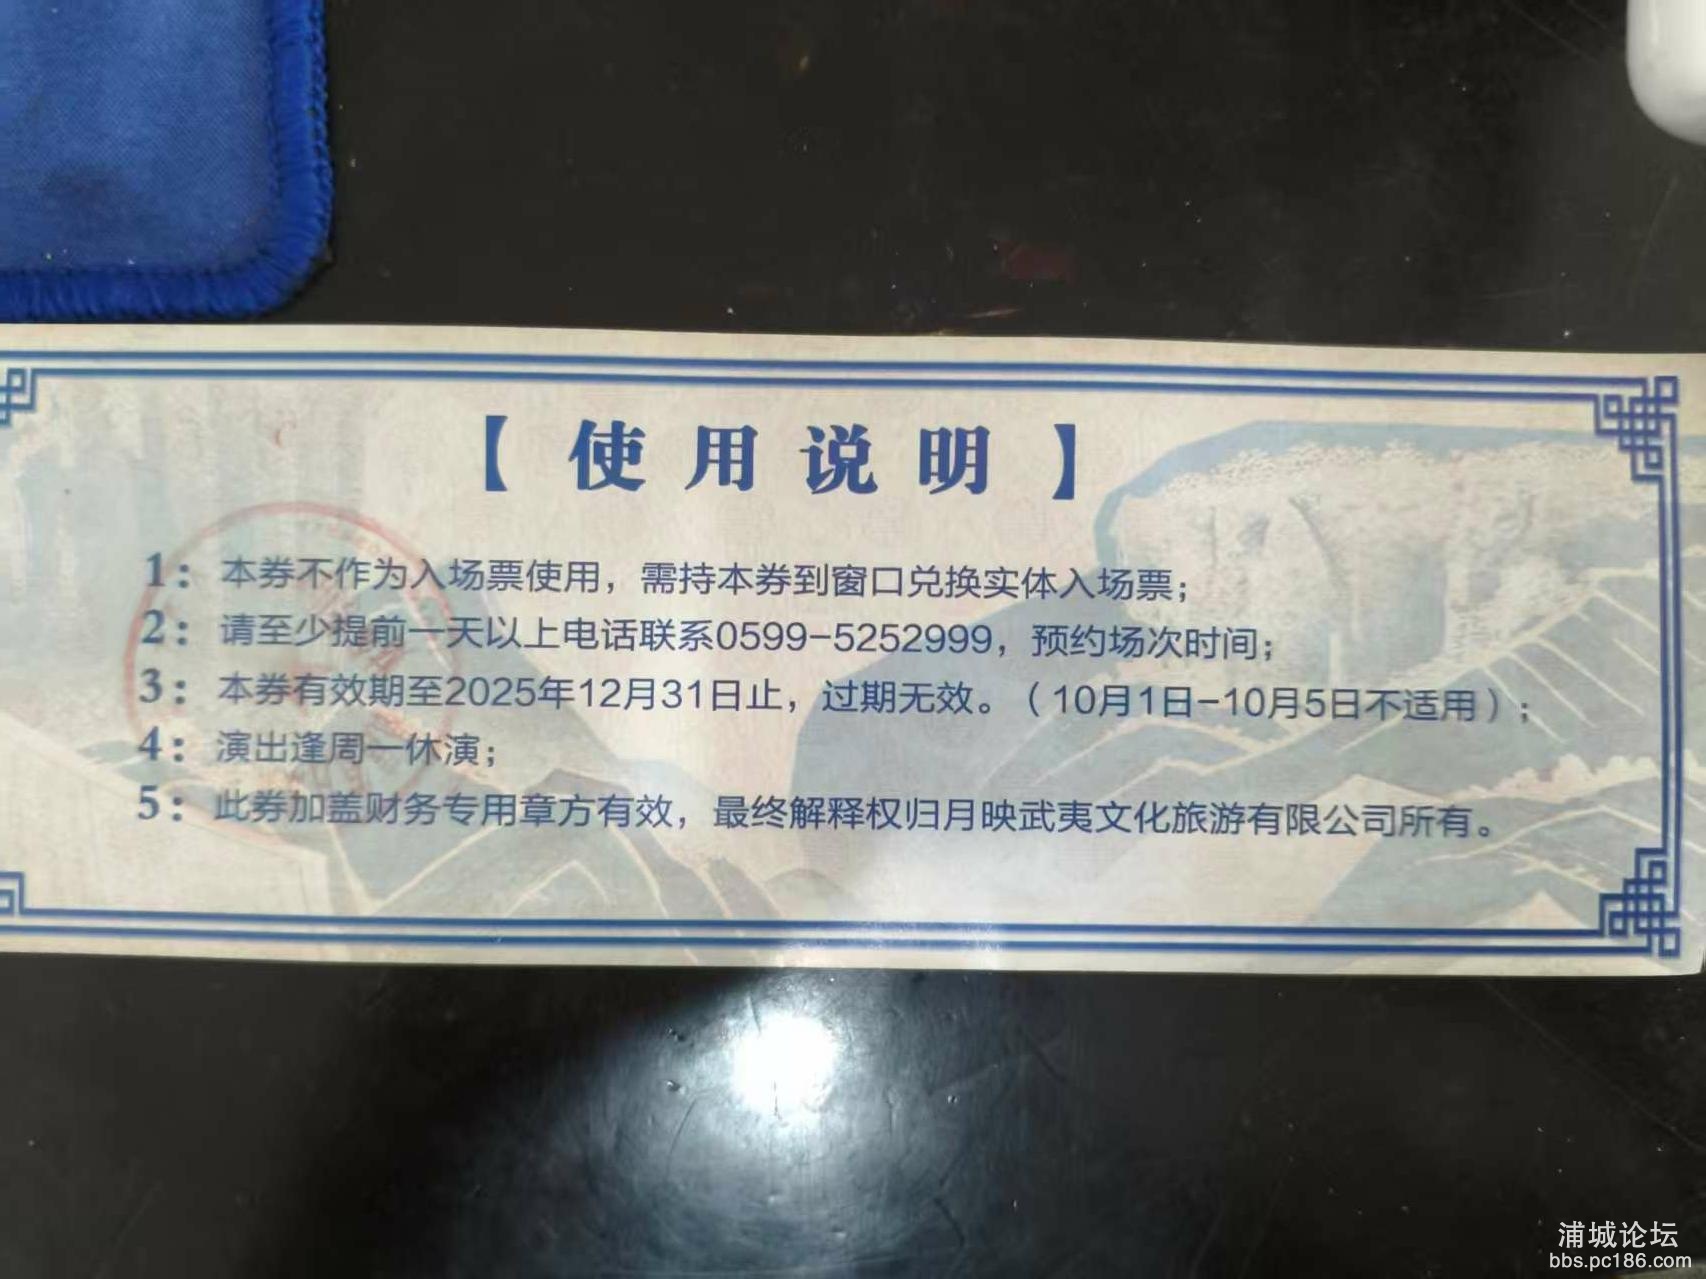 【使用说明】
1：本券不作为入场票使用，需持本券到窗口兑换实体入场票；
2：请至少提前一天以上电话联系0599-5252999，预约场次时间；
3：本券有效期至2025年12月31日止，过期无效。（10月1日-10月5日不适用）；
4：演出逢周一休演；
5：此券加盖财务专用章方有效，最终解释权归月映武夷文化旅游有限公司所有。
浦城论坛
bbs.pc186.com